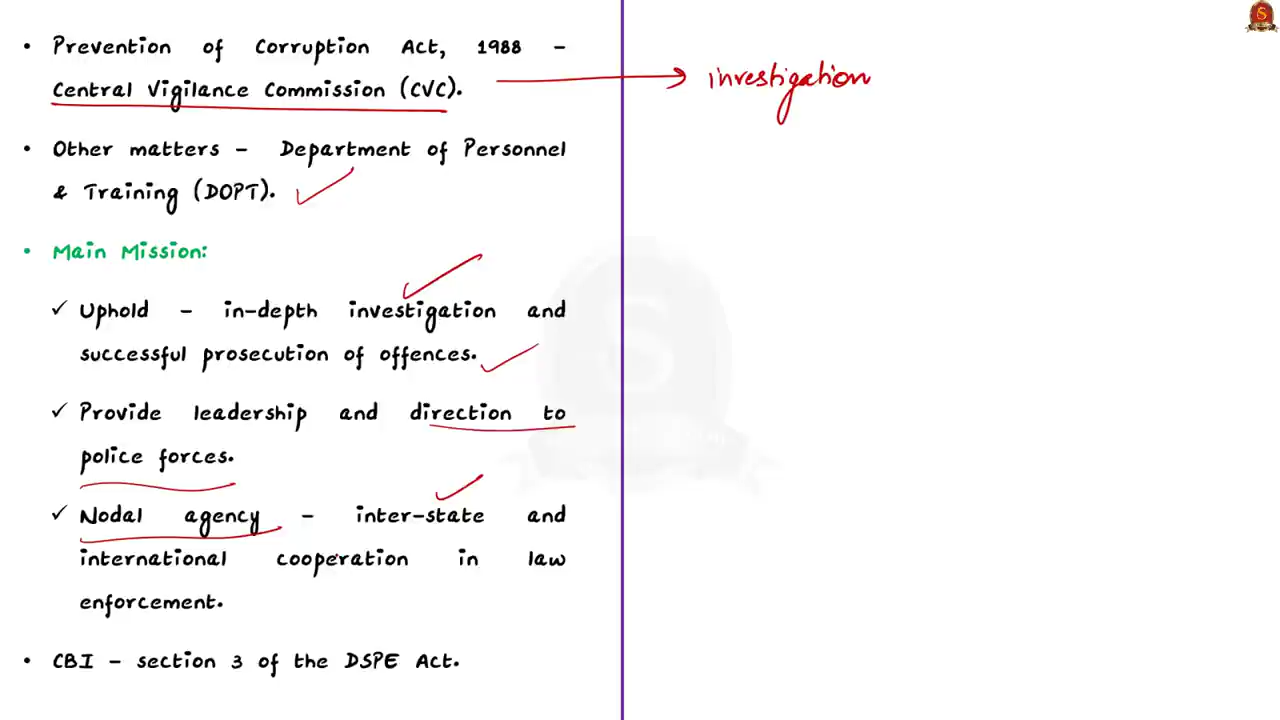 • Prevention of Corruption Act, 1988 –
Central Vigilance Commission (CVC).
investigation
• Other matters – Department of Personnel
& Training (DOPT).
• Main Mission:
✓ Uphold – in-depth investigation and
successful prosecution of offences.
✓ Provide leadership and direction to
police forces.
✓ Nodal agency – inter-state and
international cooperation in law
enforcement.
• CBI – section 3 of the DSPE Act.